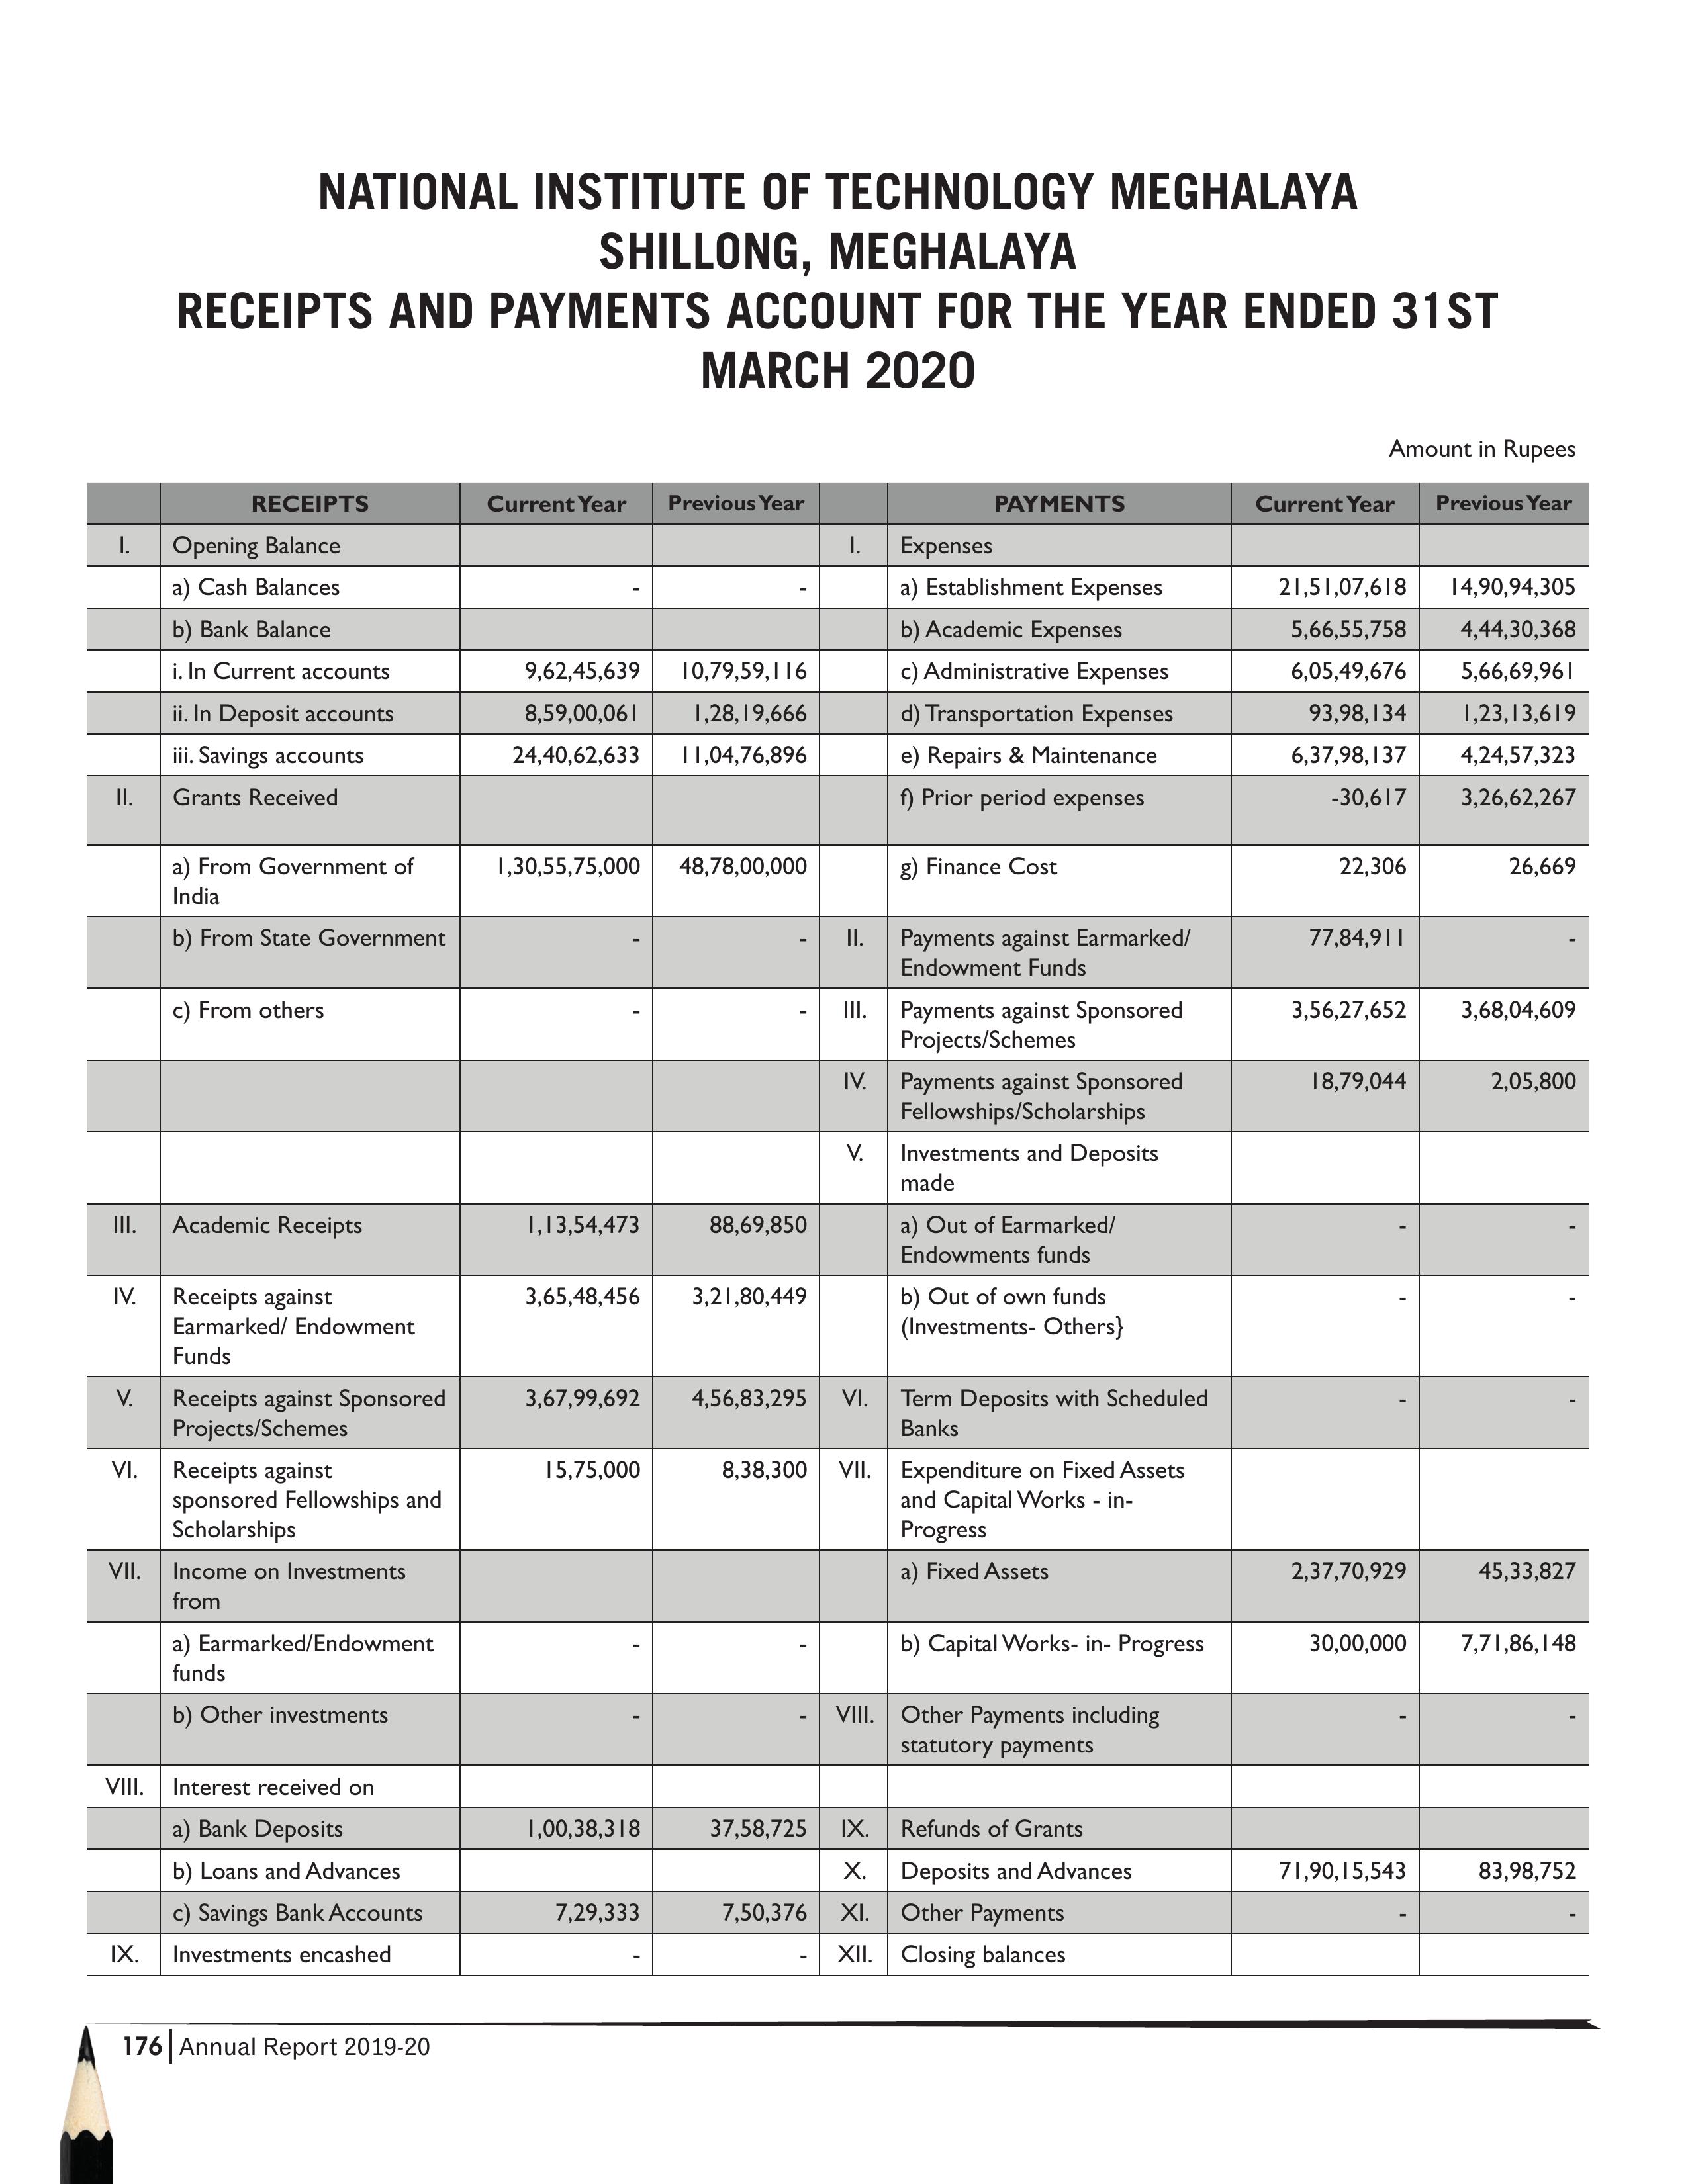 NATIONAL INSTITUTE OF TECHNOLOGY MEGHALAYA
SHILLONG, MEGHALAYA
RECEIPTS AND PAYMENTS ACCOUNT FOR THE YEAR ENDED 31ST
MARCH 2020
Amount in Rupees
RECEIPTS Current Year Previous Year PAYMENTS Current Year Previous Year
I. Opening Balance I. Expenses
a) Cash Balances - - a) Establishment Expenses 21,51,07,618 14,90,94,305
b) Bank Balance b) Academic Expenses 5,66,55,758 4,44,30,368
i. In Current accounts 9,62,45,639 10,79,59,116 c) Administrative Expenses 6,05,49,676 5,66,69,961
ii. In Deposit accounts 8,59,00,061 1,28,19,666 d) Transportation Expenses 93,98,134 1,23,13,619
iii. Savings accounts 24,40,62,633 11,04,76,896 e) Repairs & Maintenance 6,37,98,137 4,24,57,323
II. Grants Received f) Prior period expenses -30,617 3,26,62,267
a) From Government of 1,30,55,75,000 48,78,00,000 g) Finance Cost 22,306 26,669
India
b) From State Government - - II. Payments against Earmarked/ 77,84,911 -
Endowment Funds
c) From others - - III. Payments against Sponsored 3,56,27,652 3,68,04,609
Projects/Schemes
IV. Payments against Sponsored 18,79,044 2,05,800
Fellowships/Scholarships
V. Investments and Deposits
made
III. Academic Receipts 1,13,54,473 88,69,850 a) Out of Earmarked/ - -
Endowments funds
IV. Receipts against 3,65,48,456 3,21,80,449 b) Out of own funds - -
Earmarked/ Endowment (Investments- Others}
Funds
V. Receipts against Sponsored 3,67,99,692 4,56,83,295 VI. Term Deposits with Scheduled - -
Projects/Schemes Banks
VI. Receipts against 15,75,000 8,38,300 VII. Expenditure on Fixed Assets
sponsored Fellowships and and Capital Works - in-
Scholarships Progress
VII. Income on Investments a) Fixed Assets 2,37,70,929 45,33,827
from
a) Earmarked/Endowment - - b) Capital Works- in- Progress 30,00,000 7,71,86,148
funds
b) Other investments - - VIII. Other Payments including - -
statutory payments
VIII. Interest received on
a) Bank Deposits 1,00,38,318 37,58,725 IX. Refunds of Grants
b) Loans and Advances X. Deposits and Advances 71,90,15,543 83,98,752
c) Savings Bank Accounts 7,29,333 7,50,376 XI. Other Payments - -
IX. Investments encashed - - XII. Closing balances
176 Annual Report 2019-20